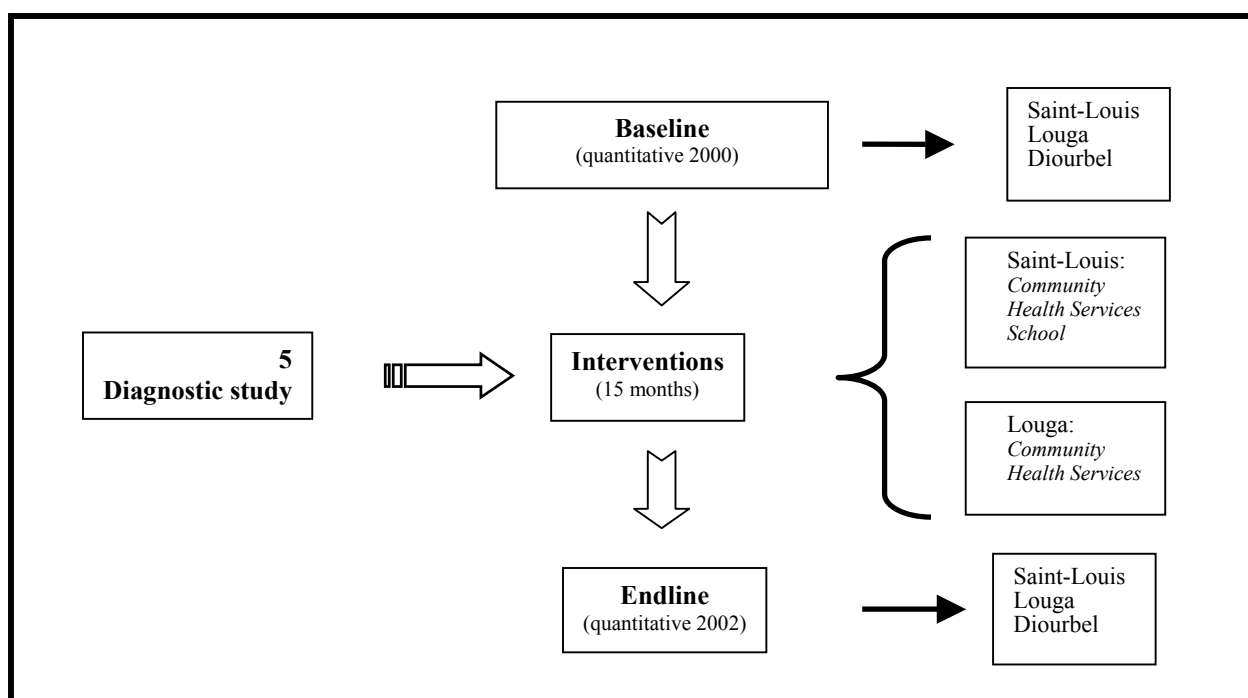 Baseline
(quantitative 2000)
Saint-Louis
Louga
Diourbel
5
Diagnostic study
Interventions
(15 months)
Saint-Louis:
Community
Health Services
School
Louga:
Community
Health Services
Endline
(quantitative 2002)
Saint-Louis
Louga
Diourbel